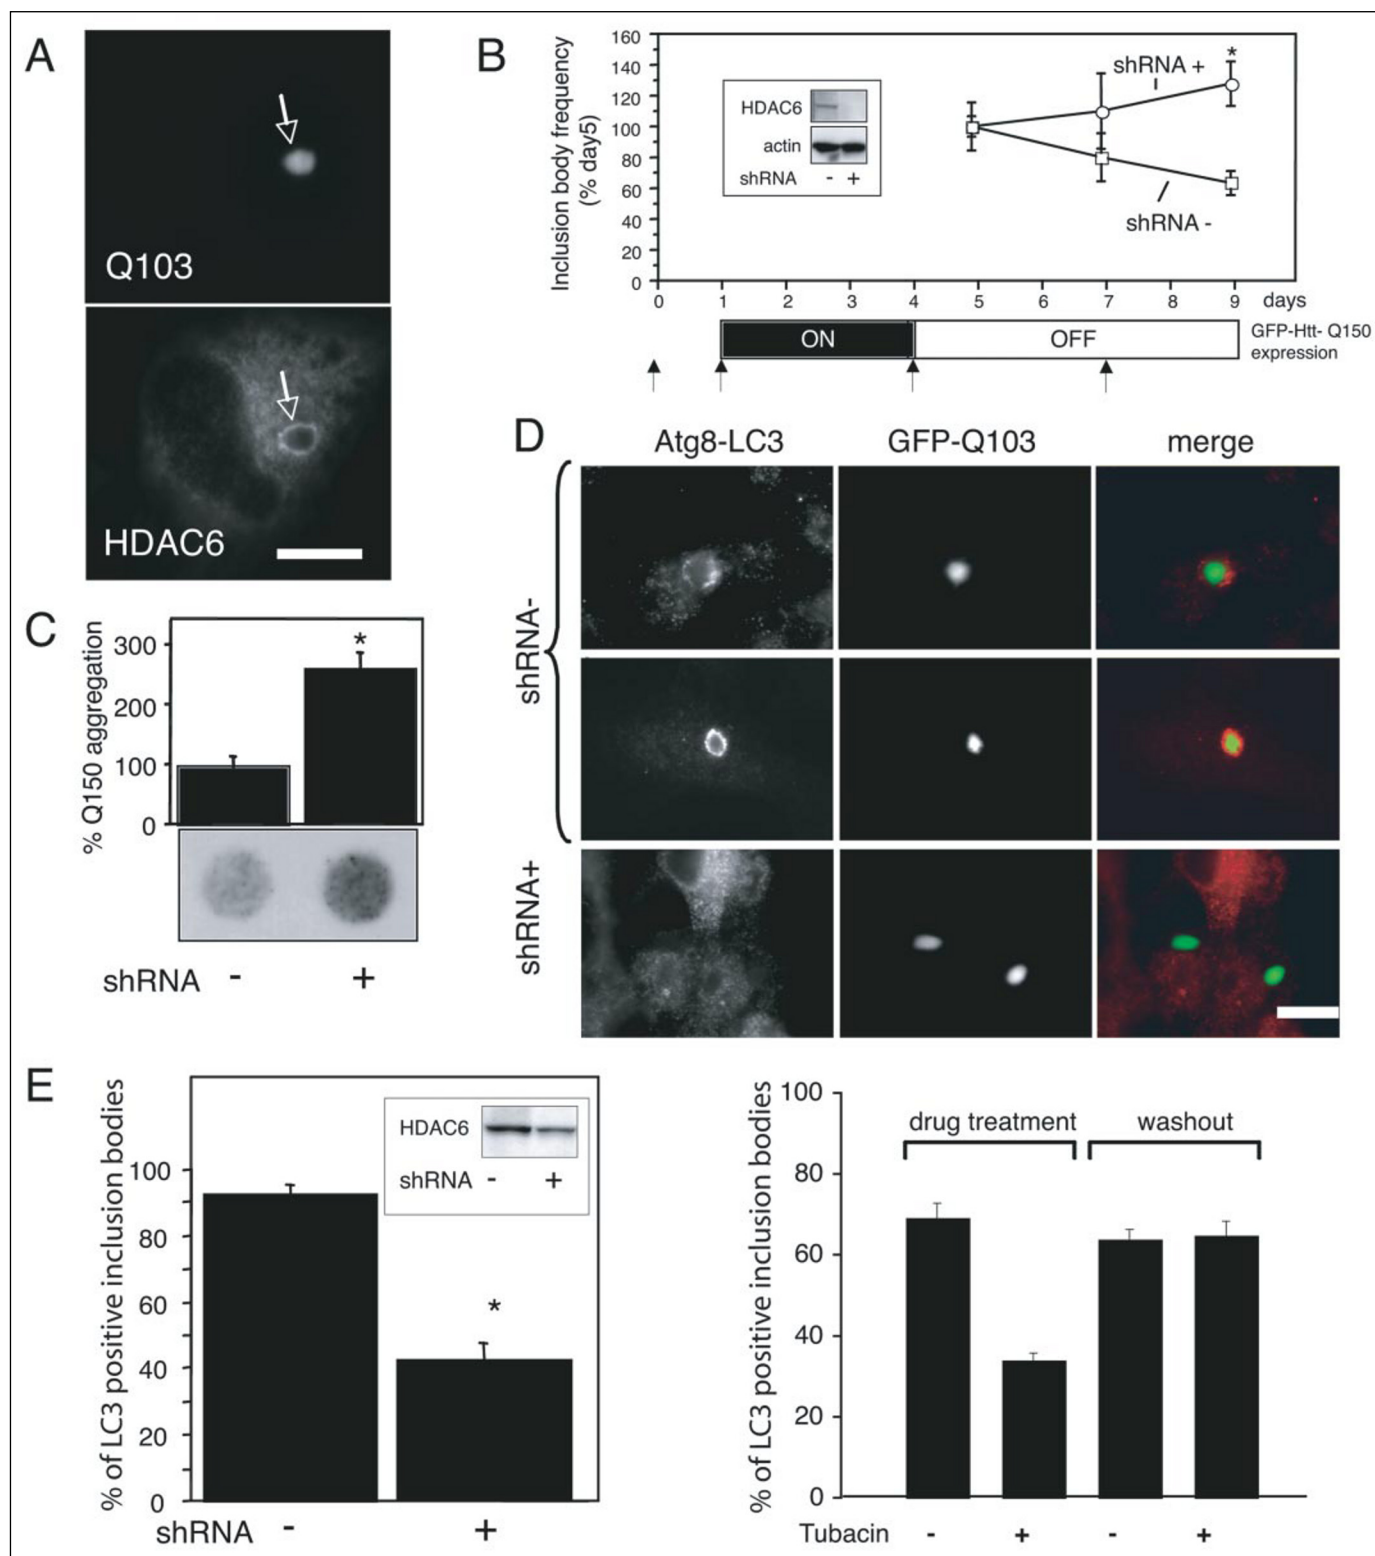 A
Q103
HDAC6
B
Inclusion body frequency
(% day5)
160
140
120
100
80
60
40
20
0
HDAC6
actin
shRNA - +
*
shRNA +
shRNA -
0 1 2 3 4 5 6 7 8 9 days
ON OFF
GFP-Htt- Q150
expression
C
% Q150 aggregation
300
200
100
0
*
shRNA - +
D
Atg8-LC3 GFP-Q103 merge
shRNA-
shRNA+
E
% of LC3 positive inclusion bodies
100
80
60
40
20
0
HDAC6
shRNA - +
*
shRNA - +
% of LC3 positive inclusion bodies
100
80
60
40
20
0
drug treatment washout
Tubacin - + - +